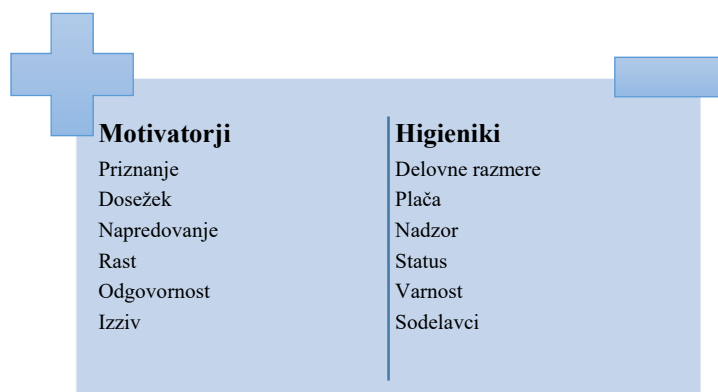 Motivatorji
Priznanje
Dosežek
Napredovanje
Rast
Odgovornost
Izziv
Higieniki
Delovne razmere
Plača
Nadzor
Status
Varnost
Sodelavci